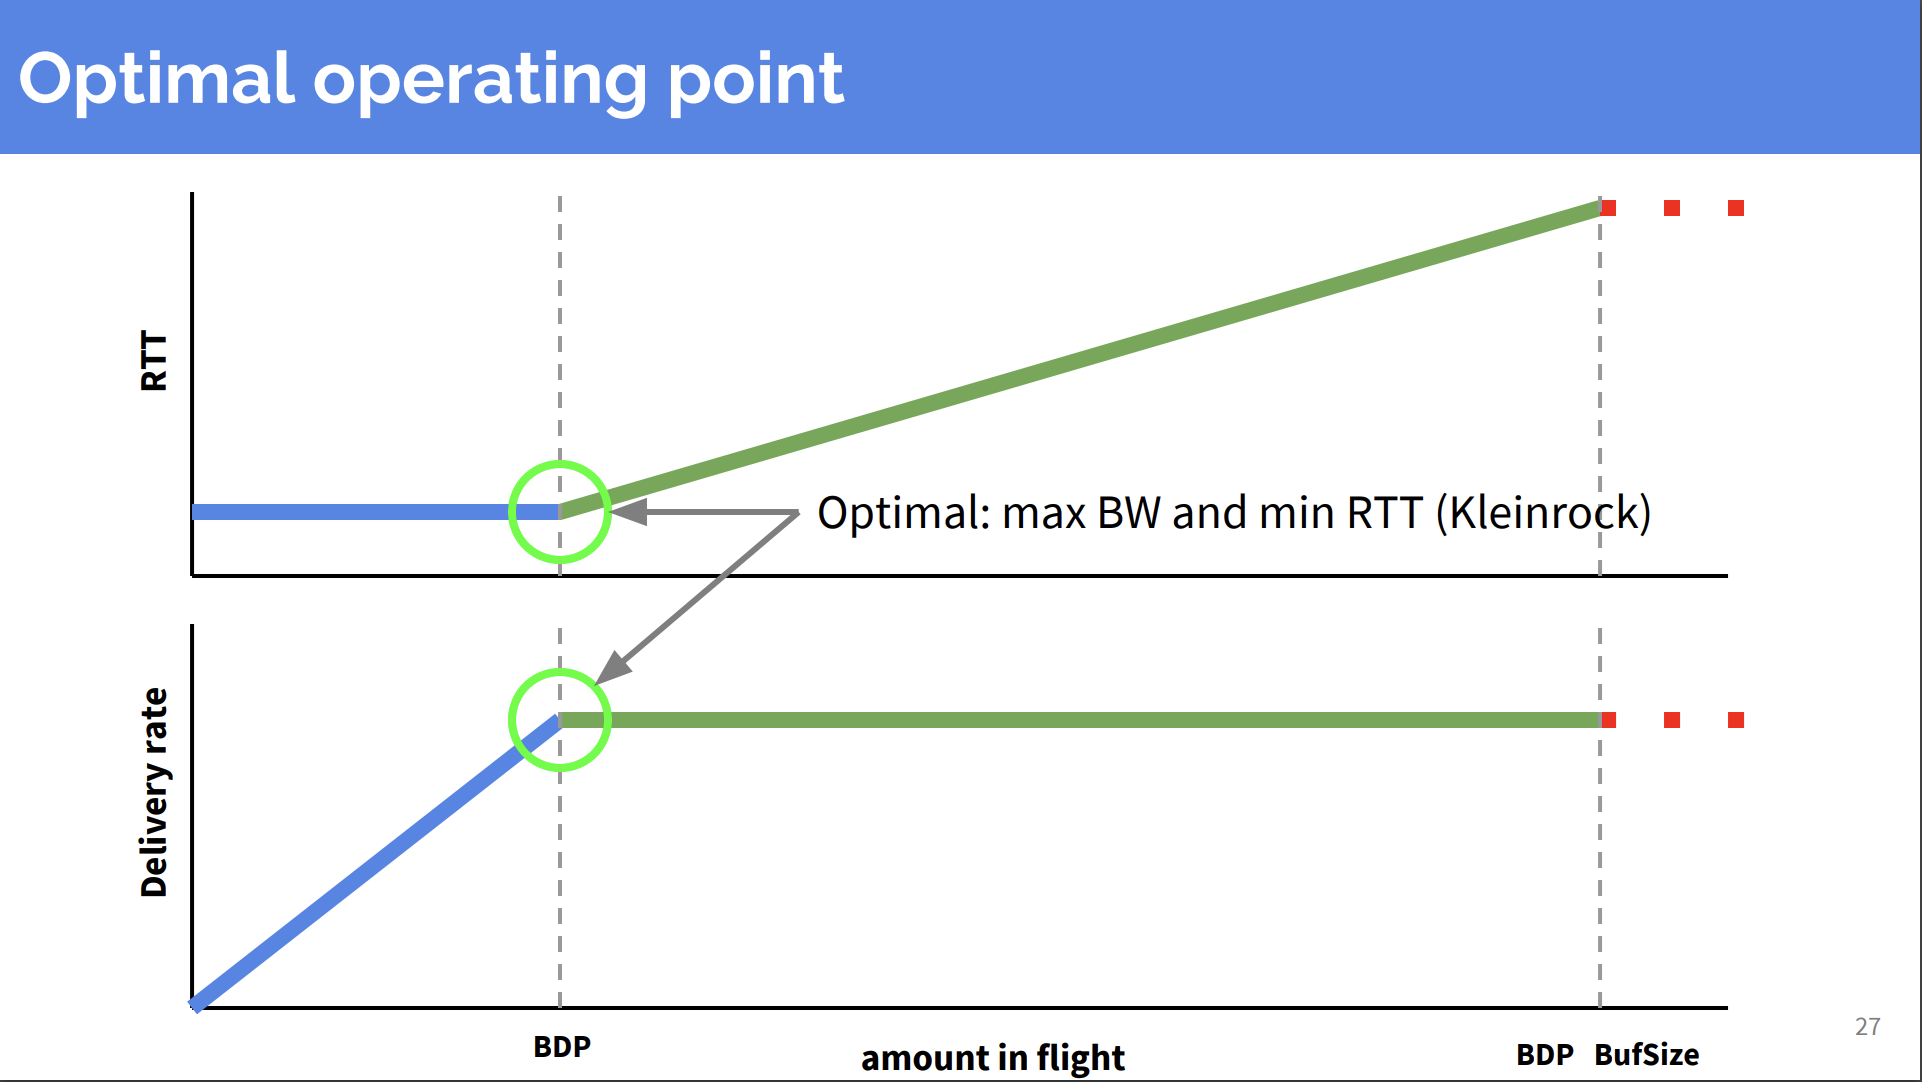 Optimal operating point
RTT
Optimal: max BW and min RTT (Kleinrock)
Delivery rate
BDP
amount in flight
BDP BufSize
27